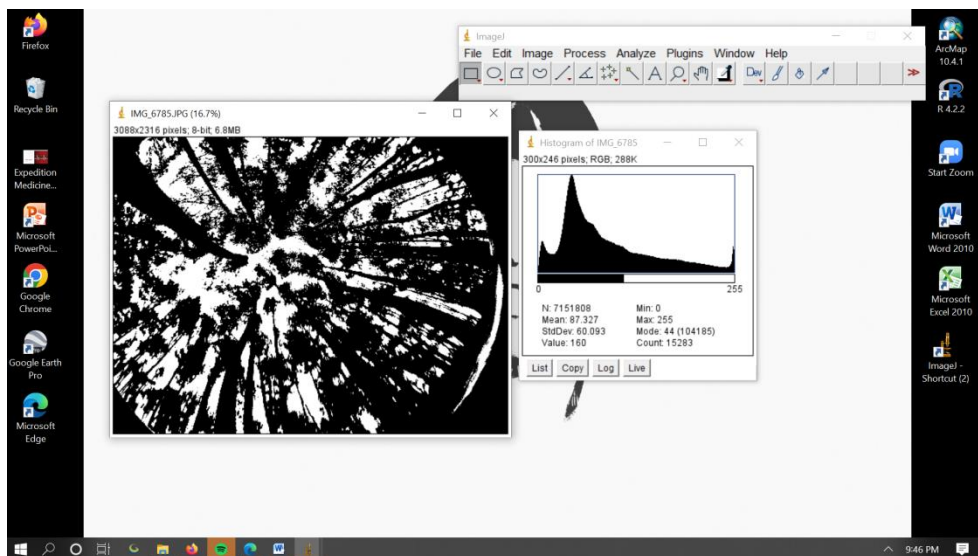 Firefox
Recycle Bin
Expedition
Medicine...
Microsoft
PowerPoi...
Google
Chrome
Google Earth
Pro
Microsoft
Edge
IMG_6785.JPG (16.7%)
3088x2316 pixels; 8-bit; 6.8MB
ImageJ
File Edit Image Process Analyze Plugins Window Help
A Dev
Histogram of IMG_6785
300x246 pixels; RGB; 288K
0 255
N: 7151808 Min: 0
Mean: 87.327 Max: 255
StdDev: 60.093 Mode: 44 (104185)
Value: 160 Count: 15283
List Copy Log Live
ArcMap
10.4.1
R 4.2.2
Start Zoom
Microsoft
Word 2010
Microsoft
Excel 2010
ImageJ -
Shortcut (2)
9:46 PM